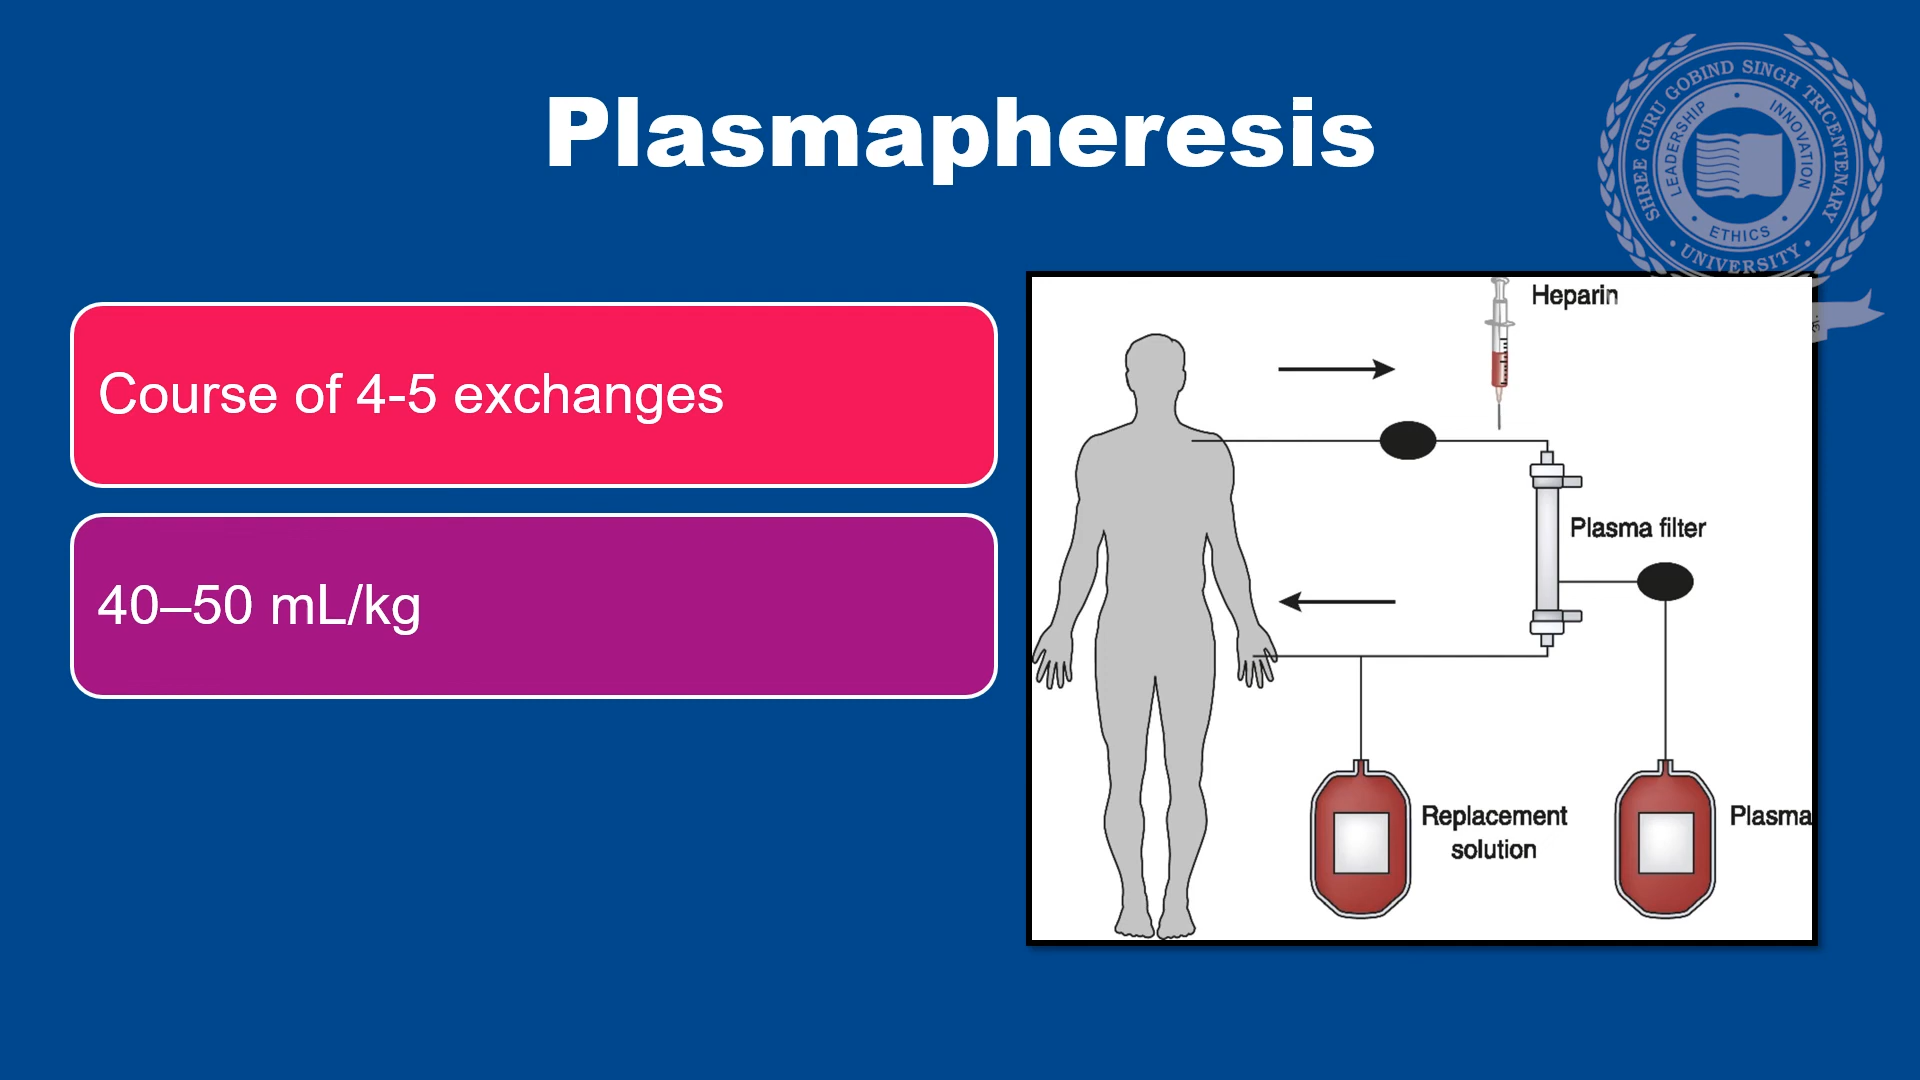 Plasmapheresis
SHREE GURU GOBIND SINGH TRICENTENARY
UNIVERSITY
LEADERSHIP
INNOVATION
ETHICS
Course of 4-5 exchanges
40–50 mL/kg
Heparin
Plasma filter
Replacement
solution
Plasma